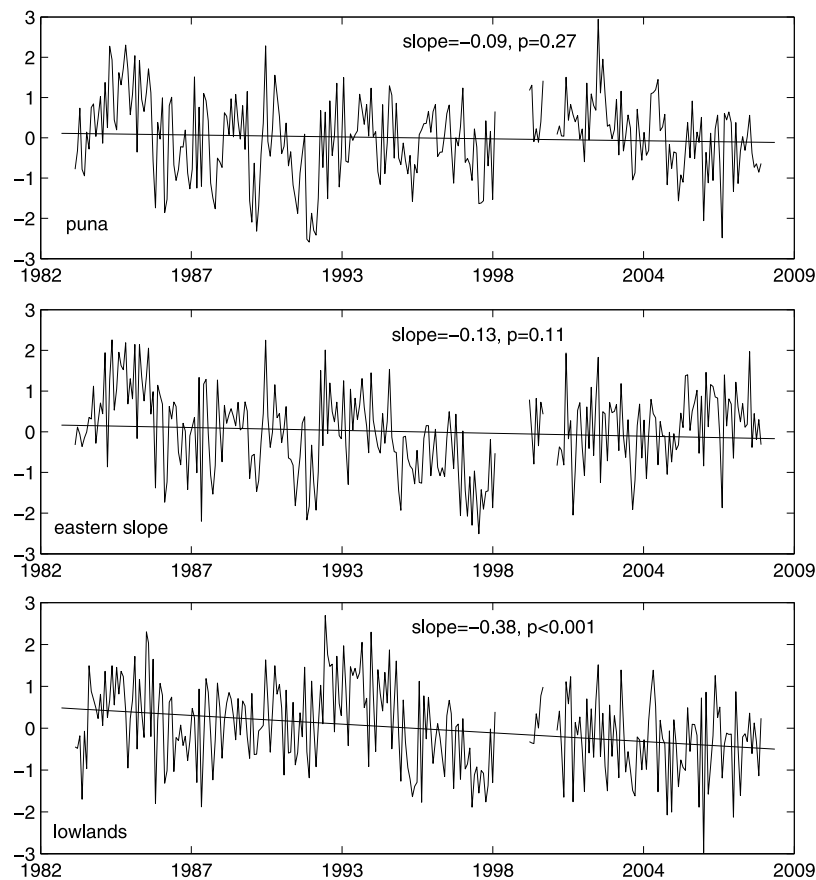 3
slope=−0.09, p=0.27
2
1
0
−1
−2
puna
−3
1982 1987 1993 1998 2004 2009
3
slope=−0.13, p=0.11
2
1
0
−1
−2
eastern slope
−3
1982 1987 1993 1998 2004 2009
3
slope=−0.38, p<0.001
2
1
0
−1
−2
lowlands
−3
1982 1987 1993 1998 2004 2009